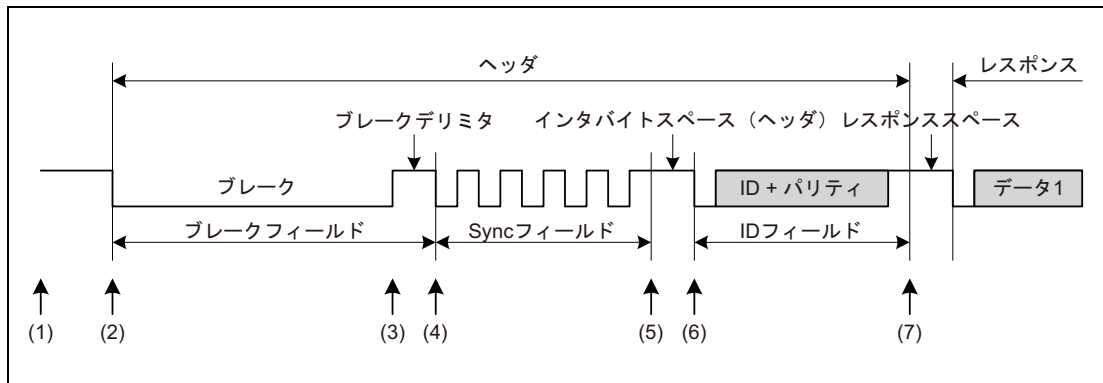 ヘッダ
レスポンス
ブレークデリミタ
インタバイトスペース（ヘッダ）
レスポンススペース
ブレーク
ID + パリティ
データ1
ブレークフィールド
Syncフィールド
IDフィールド
(1)
(2)
(3)
(4)
(5)
(6)
(7)